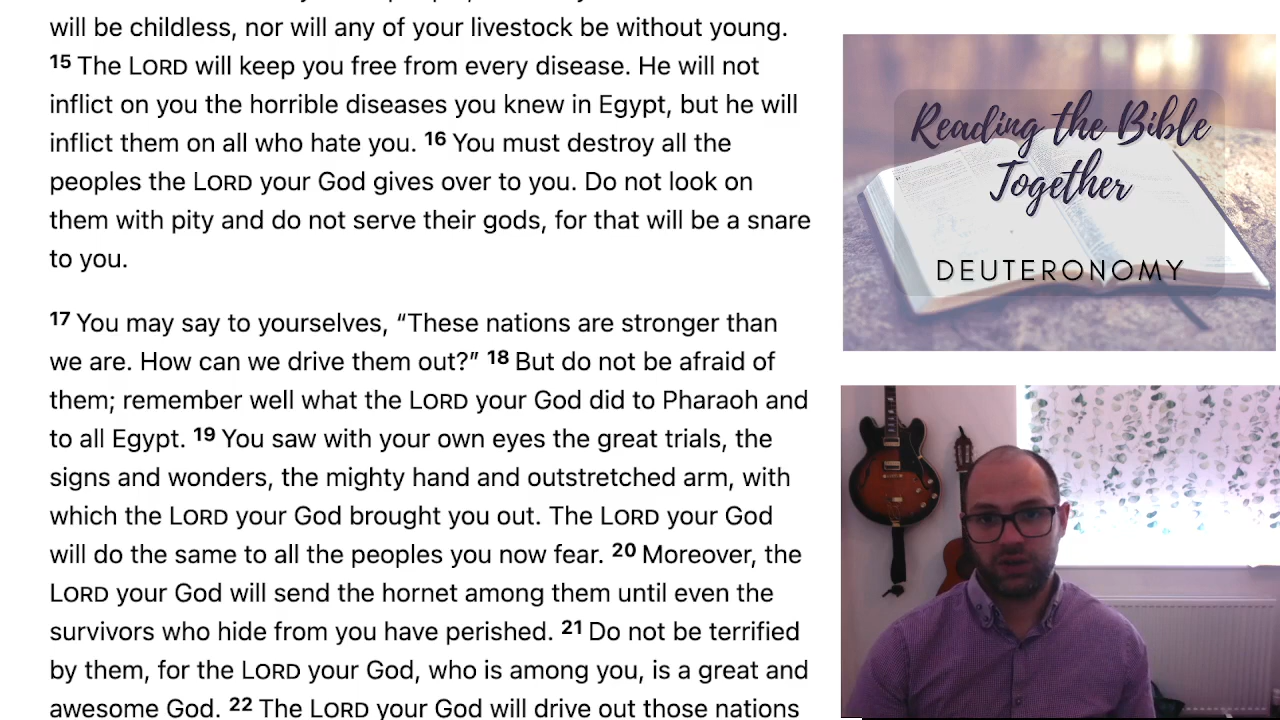 will be childless, nor will any of your livestock be without young.
15 The LORD will keep you free from every disease. He will not
inflict on you the horrible diseases you knew in Egypt, but he will
inflict them on all who hate you. 16 You must destroy all the
peoples the LORD your God gives over to you. Do not look on
them with pity and do not serve their gods, for that will be a snare
to you.
17 You may say to yourselves, “These nations are stronger than
we are. How can we drive them out?” 18 But do not be afraid of
them; remember well what the LORD your God did to Pharaoh and
to all Egypt. 19 You saw with your own eyes the great trials, the
signs and wonders, the mighty hand and outstretched arm, with
which the LORD your God brought you out. The LORD your God
will do the same to all the peoples you now fear. 20 Moreover, the
LORD your God will send the hornet among them until even the
survivors who hide from you have perished. 21 Do not be terrified
by them, for the LORD your God, who is among you, is a great and
awesome God. 22 The LORD your God will drive out those nations
Reading the Bible
Together
DEUTERONOMY